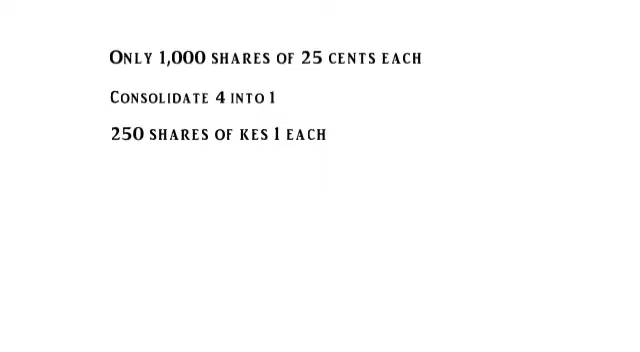 Only 1,000 shares of 25 cents each
Consolidate 4 into 1
250 shares of kes 1 each